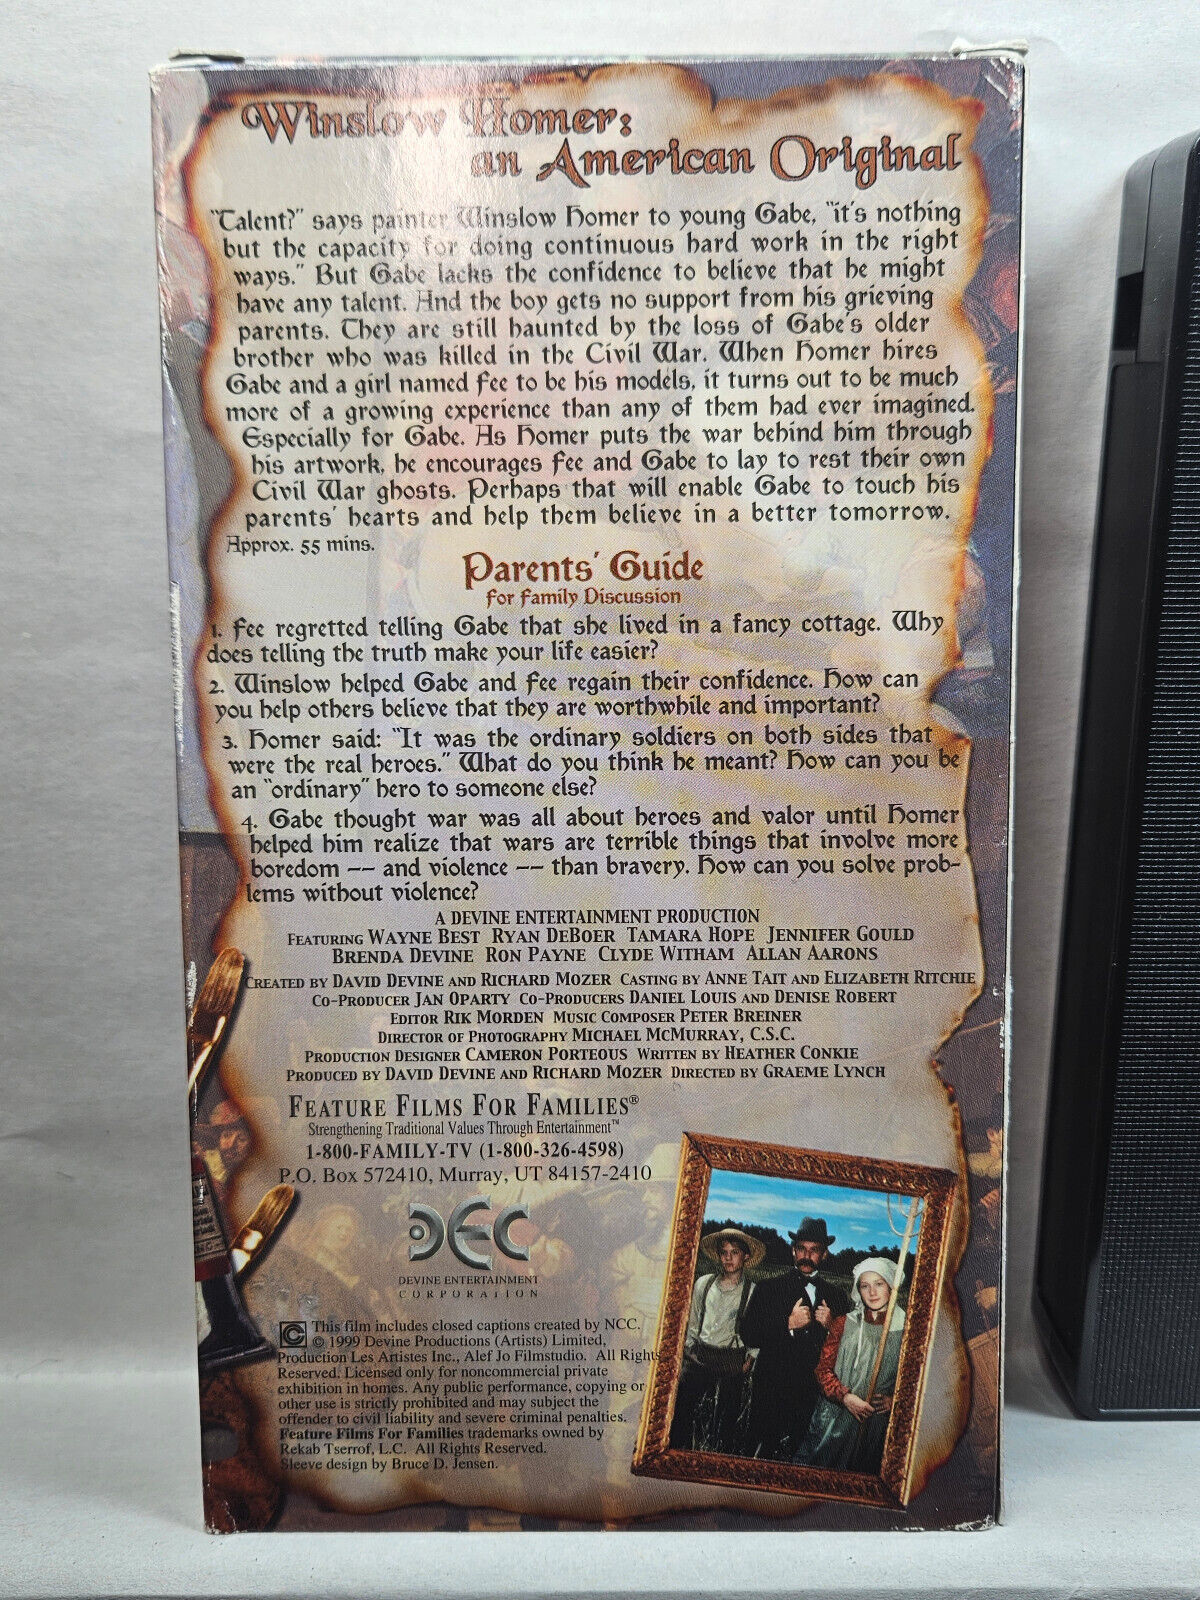 Winslow Homer:
an American Original
"Talent?" says painter Winslow Homer to young Gabe, "it's nothing
but the capacity for doing continuous hard work in the right
ways." But Gabe lacks the confidence to believe that he might
have any talent. And the boy gets no support from his grieving
parents. They are still haunted by the loss of Gabe's older
brother who was killed in the Civil War. When Homer hires
Gabe and a girl named Fee to be his models, it turns out to be much
more of a growing experience than any of them had ever imagined.
Especially for Gabe. As Homer puts the war behind him through
his artwork, he encourages Fee and Gabe to lay to rest their own
Civil War ghosts. Perhaps that will enable Gabe to touch his
parents' hearts and help them believe in a better tomorrow.
Approx. 55 mins.
Parents' Guide
For Family Discussion
1. Fee regretted telling Gabe that she lived in a fancy cottage. Why
does telling the truth make your life easier?
2. Winslow helped Gabe and Fee regain their confidence. How can
you help others believe that they are worthwhile and important?
3. Homer said: "It was the ordinary soldiers on both sides that
were the real heroes." What do you think he meant? How can you be
an "ordinary" hero to someone else?
4. Gabe thought war was all about heroes and valor until Homer
helped him realize that wars are terrible things that involve more
boredom -- and violence -- than bravery. How can you solve prob-
lems without violence?
A DEVINE ENTERTAINMENT PRODUCTION
FEATURING WAYNE BEST RYAN DEBOER TAMARA HOPE JENNIFER GOULD
BRENDA DEVINE RON PAYNE CLYDE WITHAM ALLAN AARONS
CREATED BY DAVID DEVINE AND RICHARD MOZER CASTING BY ANNE TAIT AND ELIZABETH RITCHIE
CO-PRODUCER JAN OPARTY CO-PRODUCERS DANIEL LOUIS AND DENISE ROBERT
EDITOR RIK MORDEN MUSIC COMPOSER PETER BREINER
DIRECTOR OF PHOTOGRAPHY MICHAEL MCMURRAY, C.S.C.
PRODUCTION DESIGNER CAMERON PORTEOUS WRITTEN BY HEATHER CONKIE
PRODUCED BY DAVID DEVINE AND RICHARD MOZER DIRECTED BY GRAEME LYNCH
FEATURE FILMS FOR FAMILIES®
Strengthening Traditional Values Through Entertainment™
1-800-FAMILY-TV (1-800-326-4598)
P.O. Box 572410, Murray, UT 84157-2410
DEC
DEVINE ENTERTAINMENT
CORPORATION
This film includes closed captions created by NCC.
© 1999 Devine Productions (Artists) Limited,
Production Les Artistes Inc., Alef Jo Filmstudio. All Rights
Reserved. Licensed only for noncommercial private
exhibition in homes. Any public performance, copying or
other use is strictly prohibited and may subject the
offender to civil liability and severe criminal penalties.
Feature Films For Families trademarks owned by
Rekab Tserrof, L.C. All Rights Reserved.
Sleeve design by Bruce D. Jensen.